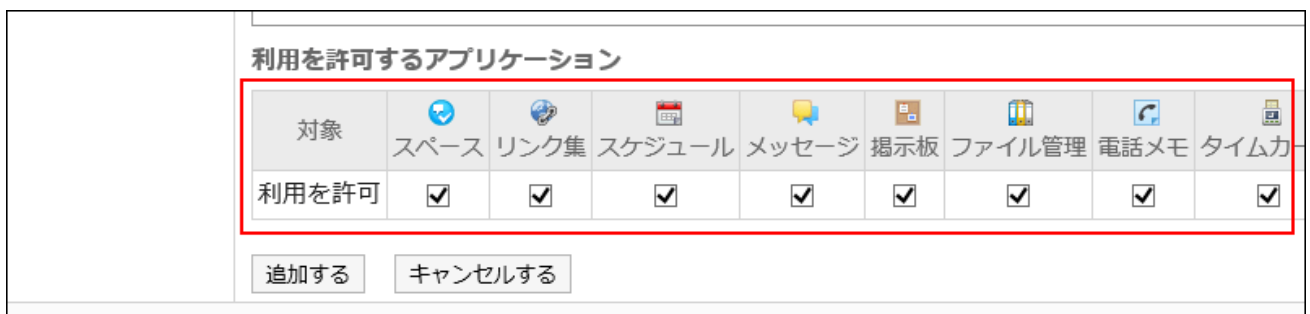 利用を許可するアプリケーション
対象 スペース リンク集 スケジュール メッセージ 掲示板 ファイル管理 電話メモ タイムカー
利用を許可
追加する キャンセルする